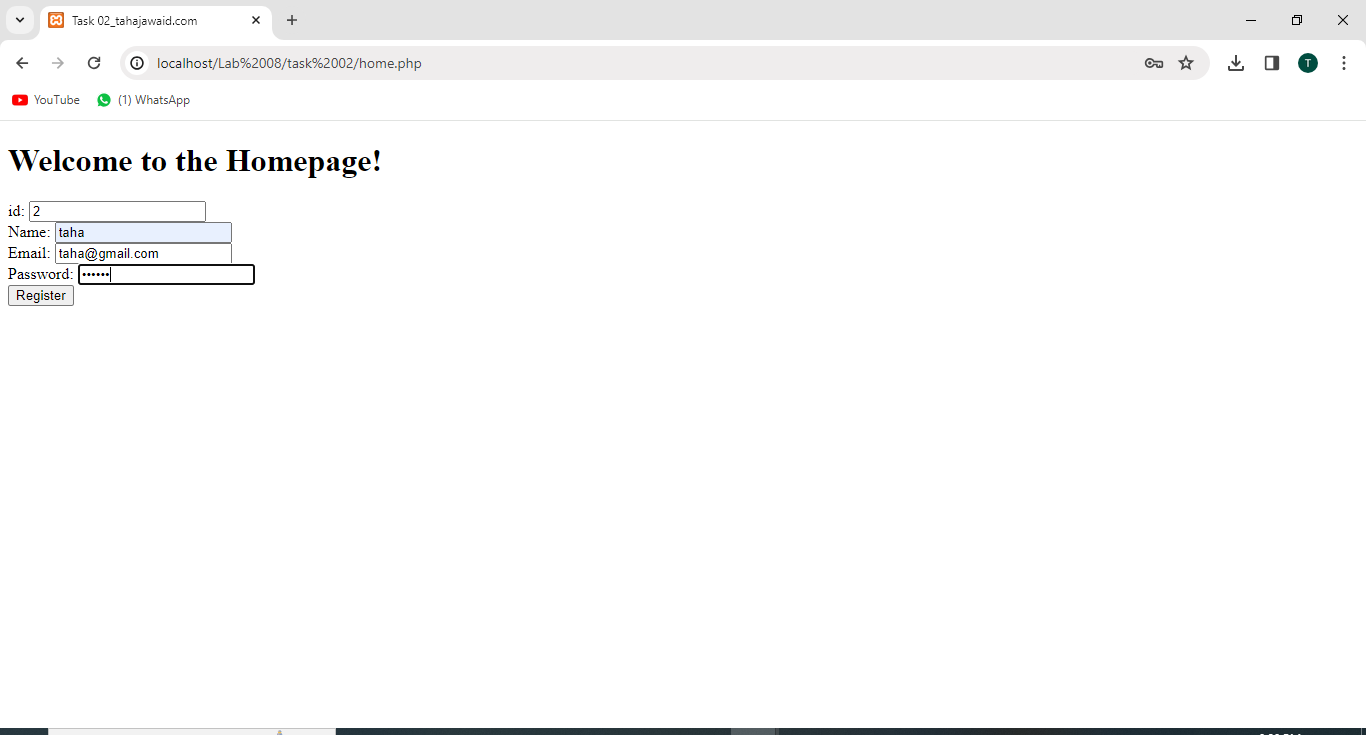 Task 02_tahajawaid.com
localhost/Lab%2008/task%2002/home.php
T
YouTube
(1) WhatsApp
Welcome to the Homepage!
id: 2
Name: taha
Email: taha@gmail.com
Password: ••••••
Register